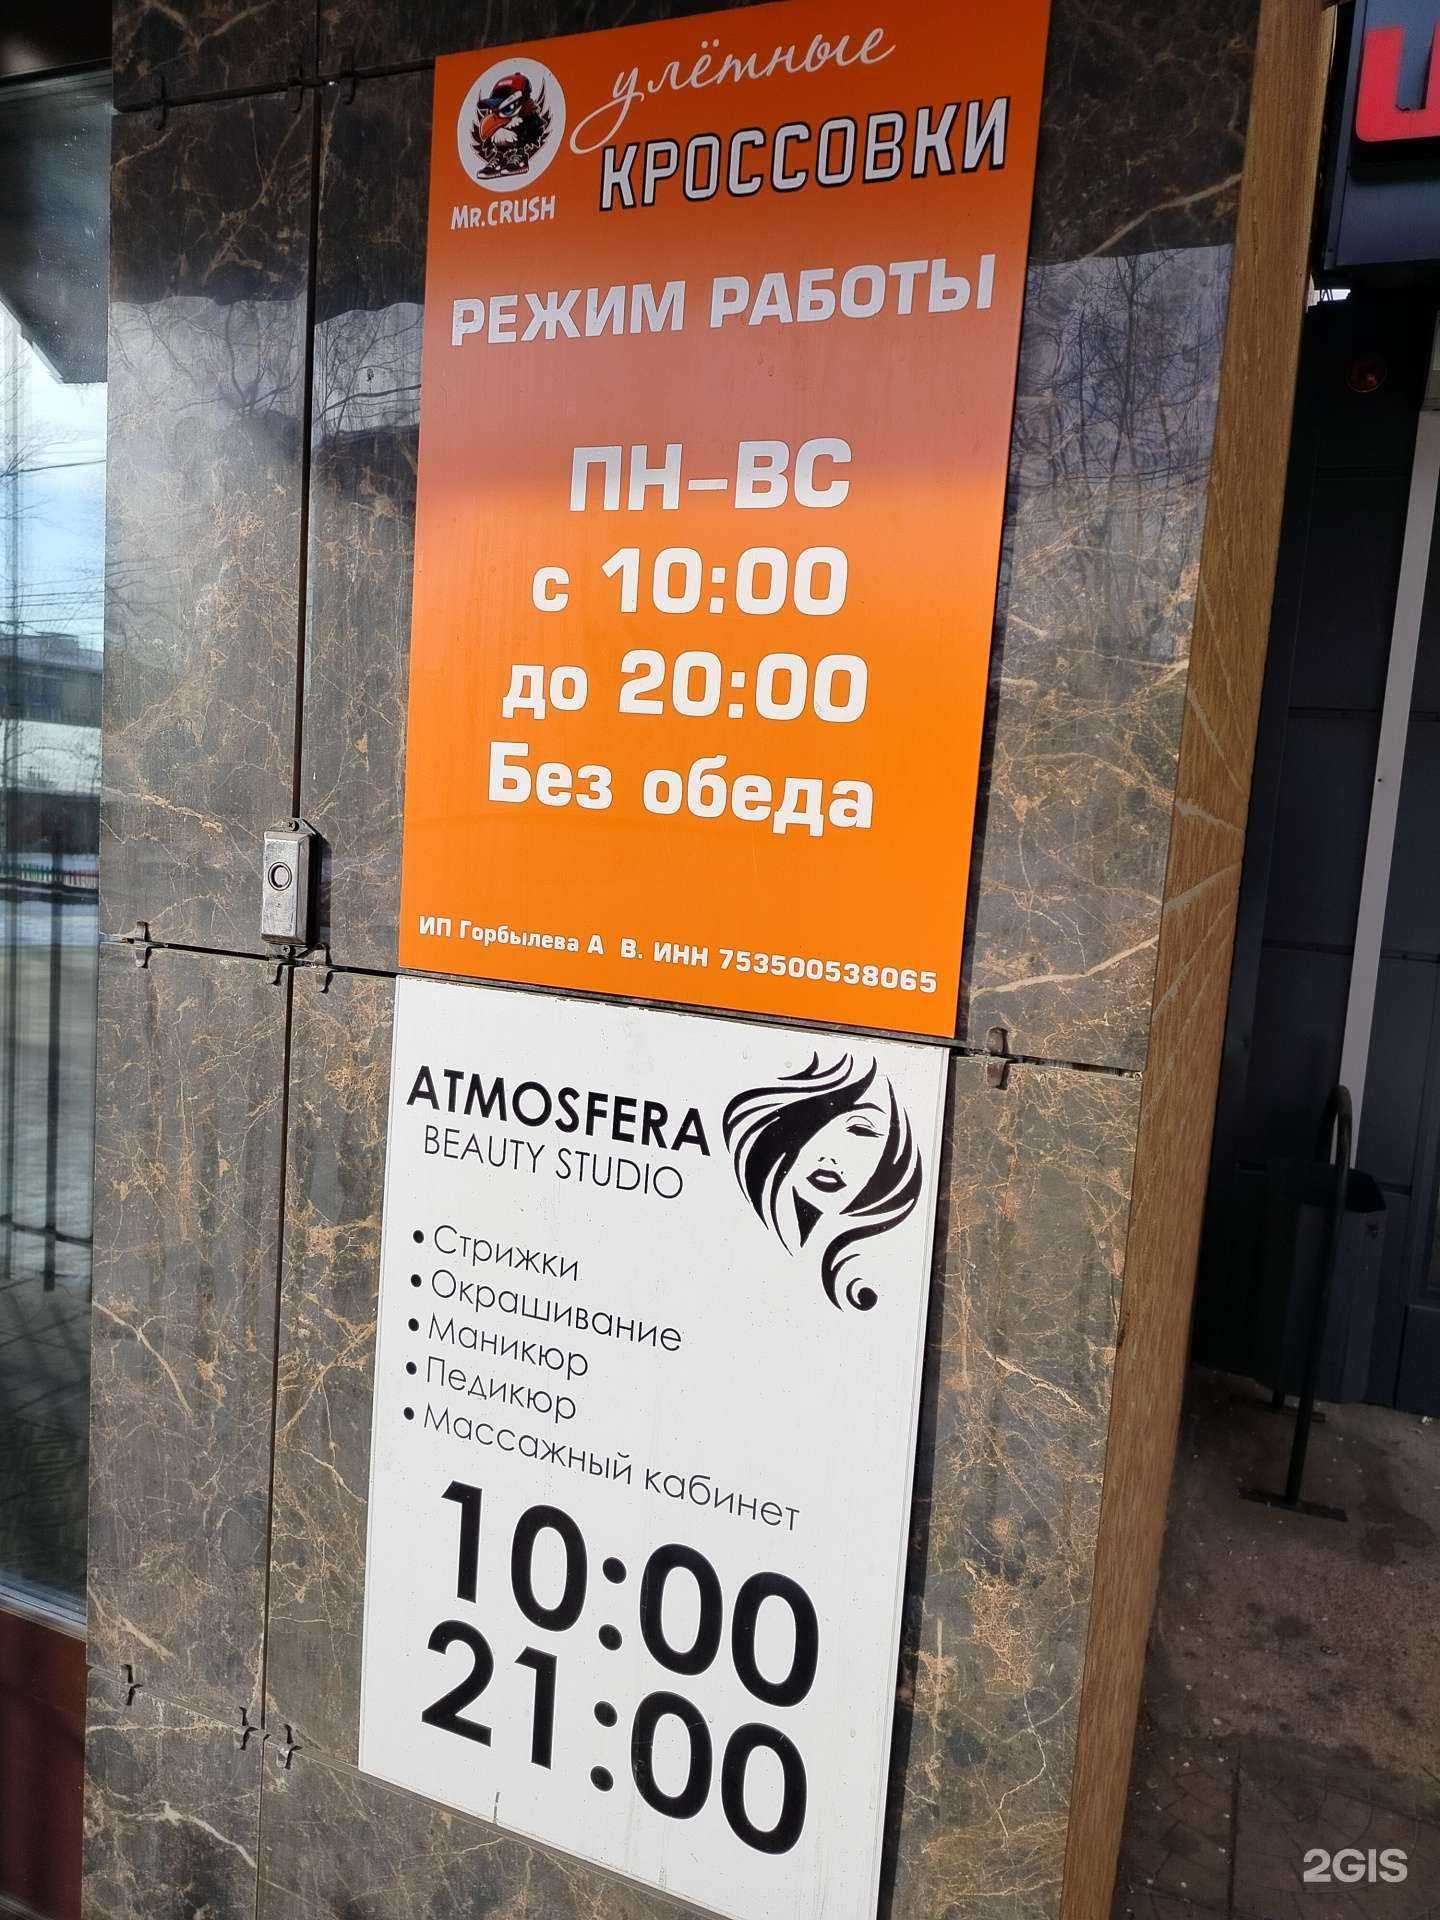 улётные
КРОССОВКИ
MR.CRUSH
РЕЖИМ РАБОТЫ
ПН-ВС
с 10:00
до 20:00
Без обеда
ИП Горбылева А В. ИНН 753500538065
ATMOSFERA
BEAUTY STUDIO
• Стрижки
• Окрашивание
• Маникюр
• Педикюр
• Массажный кабинет
10:00
21:00
2GIS